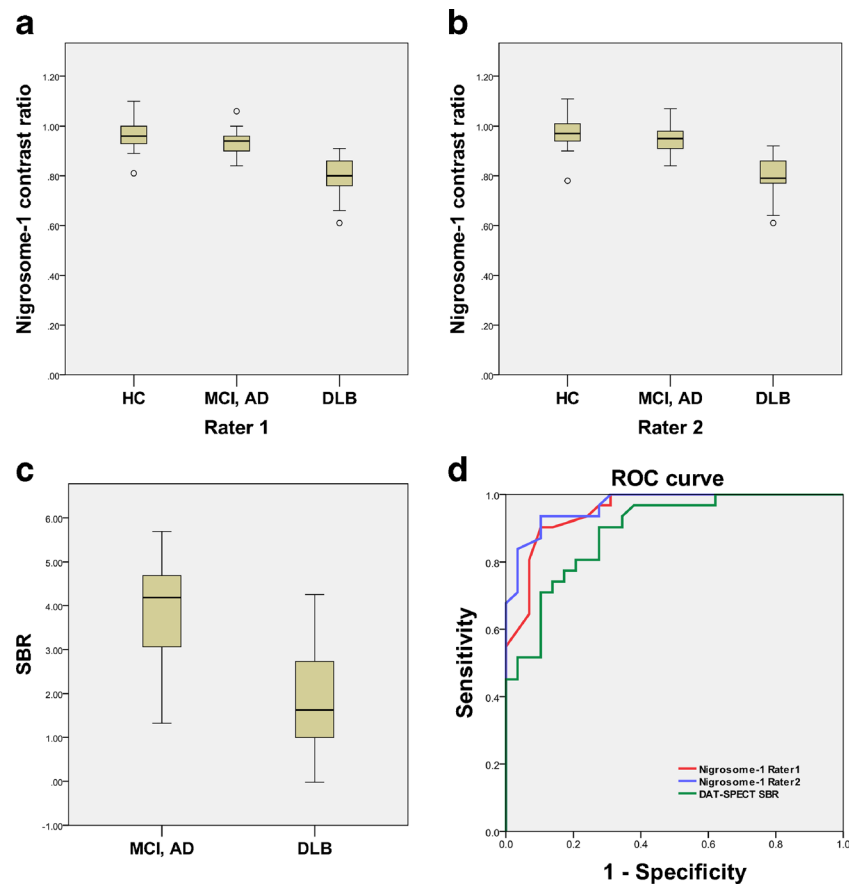 a
Nigrosome-1 contrast ratio
1.20
1.00
.80
.60
.40
.20
.00
HC MCI, AD DLB
Rater 1
b
Nigrosome-1 contrast ratio
1.20
1.00
.80
.60
.40
.20
.00
HC MCI, AD DLB
Rater 2
c
SBR
6.00
5.00
4.00
3.00
2.00
1.00
.00
-1.00
MCI, AD DLB
d
ROC curve
Sensitivity
1.0
0.8
0.6
0.4
0.2
0.0
Nigrosome-1 Rater1
Nigrosome-1 Rater2
DAT-SPECT SBR
0.0 0.2 0.4 0.6 0.8 1.0
1 - Specificity